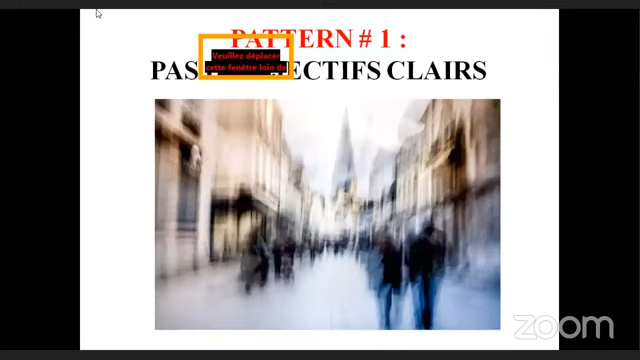 PATTERN # 1 :
Veuillez déplacer
cette fenêtre loin de
PAS ECTIFS CLAIRS
zoom